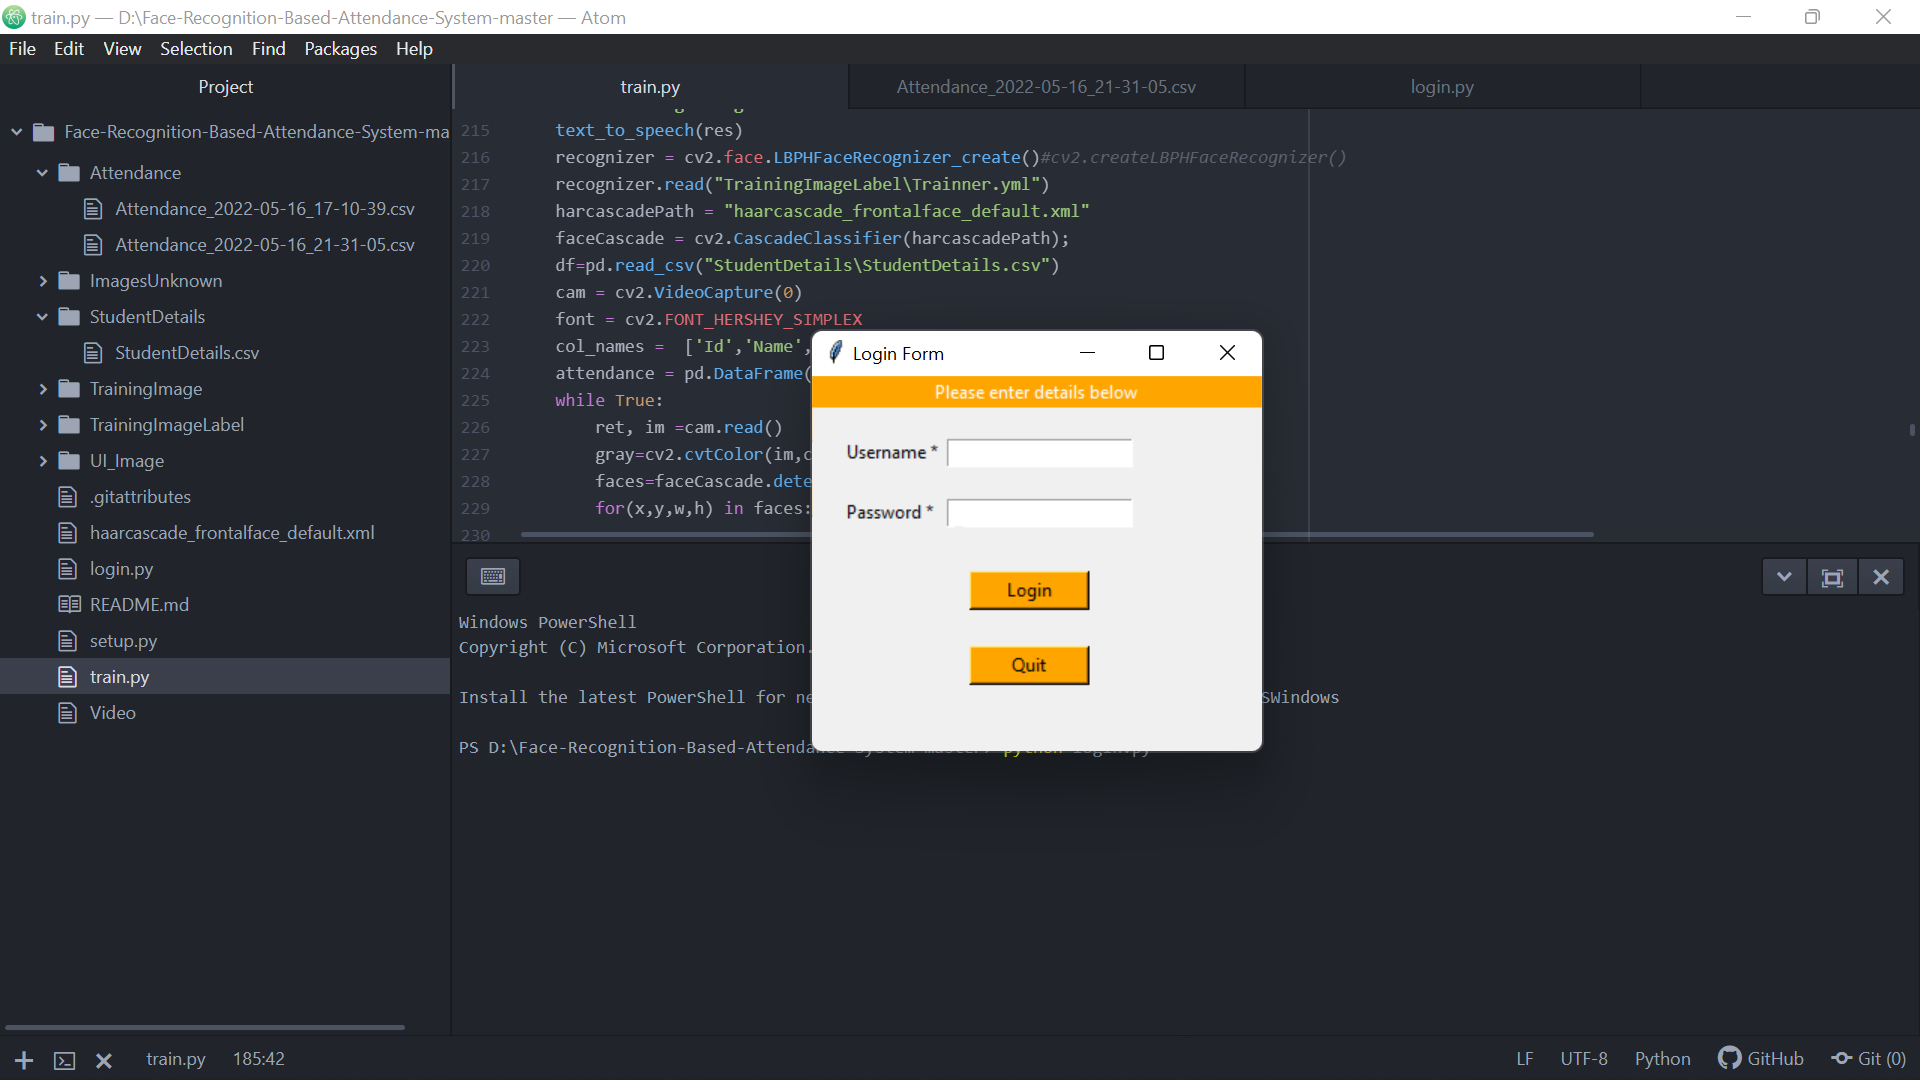 train.py — D:\Face-Recognition-Based-Attendance-System-master — Atom
File Edit View Selection Find Packages Help
Project
train.py
Attendance_2022-05-16_21-31-05.csv
login.py
Face-Recognition-Based-Attendance-System-ma
Attendance
Attendance_2022-05-16_17-10-39.csv
Attendance_2022-05-16_21-31-05.csv
ImagesUnknown
StudentDetails
StudentDetails.csv
TrainingImage
TrainingImageLabel
UI_Image
.gitattributes
haarcascade_frontalface_default.xml
login.py
README.md
setup.py
train.py
Video
215 text_to_speech(res)
216 recognizer = cv2.face.LBPHFaceRecognizer_create()#cv2.createLBPHFaceRecognizer()
217 recognizer.read("TrainingImageLabel\Trainner.yml")
218 harcascadePath = "haarcascade_frontalface_default.xml"
219 faceCascade = cv2.CascadeClassifier(harcascadePath);
220 df=pd.read_csv("StudentDetails\StudentDetails.csv")
221 cam = cv2.VideoCapture(0)
222 font = cv2.FONT_HERSHEY_SIMPLEX
223 col_names =  ['Id','Name',
224 attendance = pd.DataFrame(
225 while True:
226 ret, im =cam.read()
227 gray=cv2.cvtColor(im,c
228 faces=faceCascade.dete
229 for(x,y,w,h) in faces:
230
Login Form
Please enter details below
Username *
Password *
Login
Quit
Windows PowerShell
Copyright (C) Microsoft Corporation.
Install the latest PowerShell for ne
SWindows
PS D:\Face-Recognition-Based-Attendance-System-master> python login.py
train.py 185:42
LF UTF-8 Python GitHub Git (0)